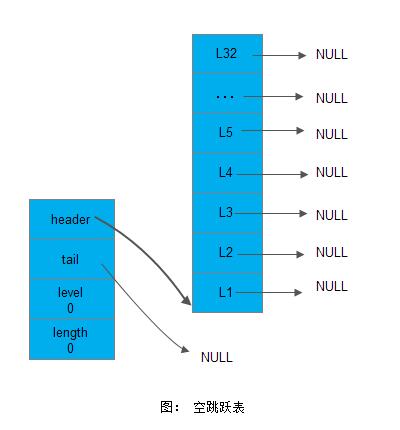 L32
NULL
...
NULL
L5
NULL
L4
NULL
L3
NULL
L2
NULL
L1
NULL
header
tail
level
0
length
0
NULL
图： 空跳跃表